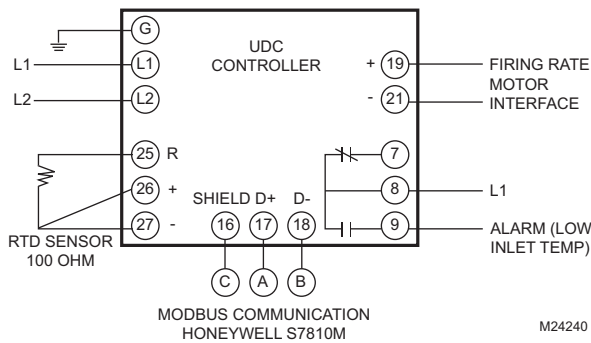 G
UDC
CONTROLLER
L1 L1
L2 L2
+ 19 FIRING RATE
MOTOR
- 21 INTERFACE
25 R
26 +
27 -
RTD SENSOR
100 OHM
7
8 L1
9 ALARM (LOW
INLET TEMP)
SHIELD D+ D-
16 17 18
C A B
MODBUS COMMUNICATION
HONEYWELL S7810M
M24240